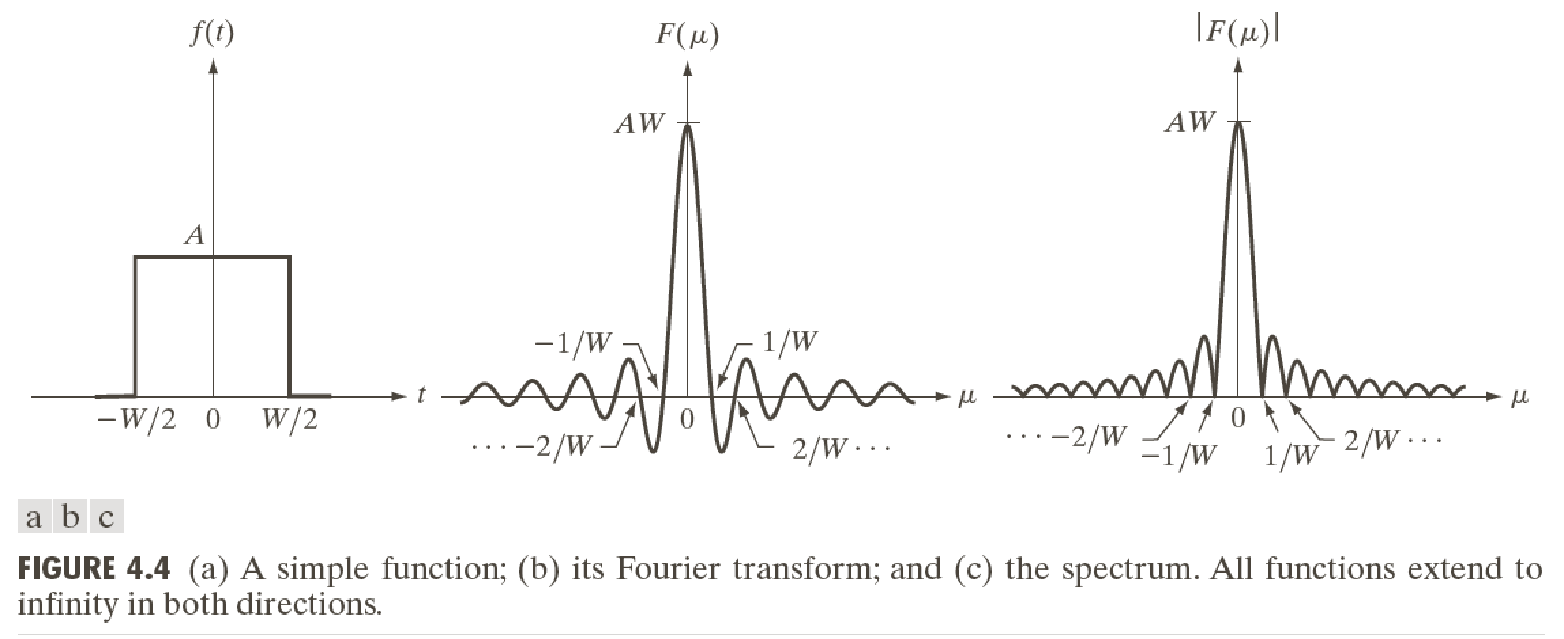 f(t)
A
−W/2 0 W/2
t
F(μ)
AW
−1/W
1/W
0
··· −2/W
2/W ···
μ
|F(μ)|
AW
0
··· −2/W
−1/W
1/W
2/W ···
μ
a b c
FIGURE 4.4 (a) A simple function; (b) its Fourier transform; and (c) the spectrum. All functions extend to
infinity in both directions.